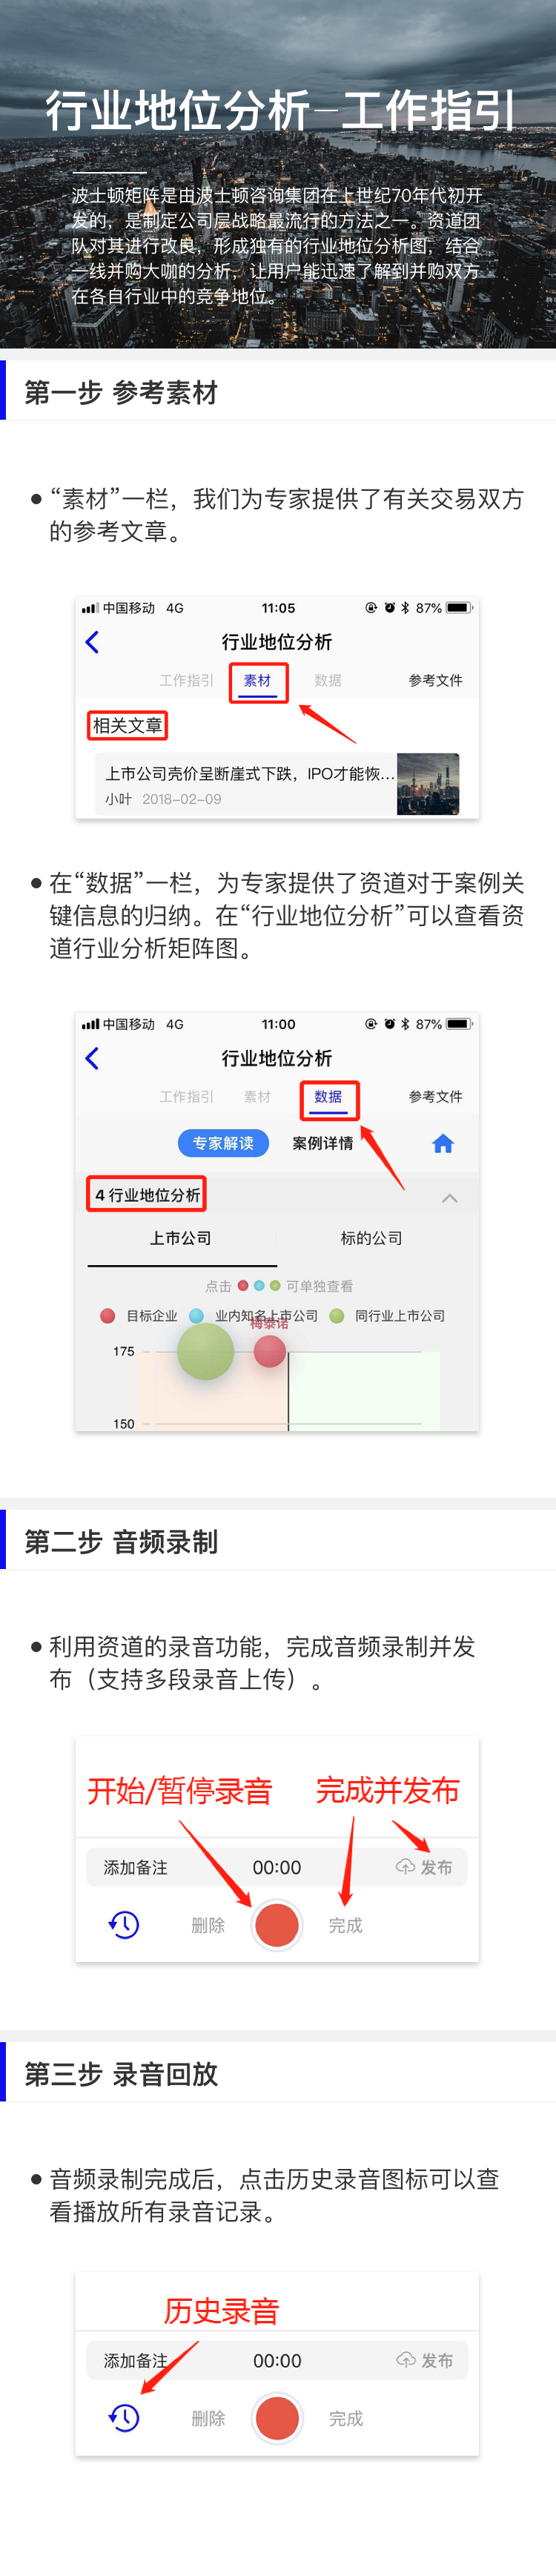 行业地位分析–工作指引
波士顿矩阵是由波士顿咨询集团在上世纪70年代初开
发的，是制定公司层战略最流行的方法之一。资道团
队对其进行改良，形成独有的行业地位分析图，结合
一线并购大咖的分析，让用户能迅速了解到并购双方
在各自行业中的竞争地位。
第一步 参考素材
“素材”一栏，我们为专家提供了有关交易双方
的参考文章。
中国移动 4G 11:05 87%
行业地位分析
工作指引 素材 数据 参考文件
相关文章
上市公司壳价呈断崖式下跌，IPO才能恢...
小叶 2018-02-09
在“数据”一栏，为专家提供了资道对于案例关
键信息的归纳。在“行业地位分析”可以查看资
道行业分析矩阵图。
中国移动 4G 11:00 87%
行业地位分析
工作指引 素材 数据 参考文件
专家解读 案例详情
4 行业地位分析
上市公司 标的公司
点击 可单独查看
目标企业 业内知名上市公司 同行业上市公司
梅泰诺
175
150
第二步 音频录制
利用资道的录音功能，完成音频录制并发
布（支持多段录音上传）。
开始/暂停录音 完成并发布
添加备注 00:00 发布
删除 完成
第三步 录音回放
音频录制完成后，点击历史录音图标可以查
看播放所有录音记录。
历史录音
添加备注 00:00 发布
删除 完成